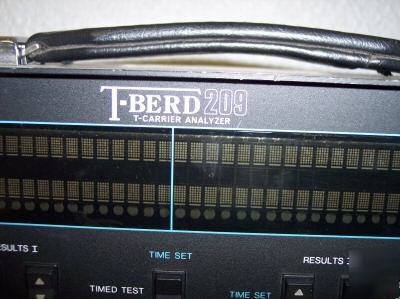 T-BERD 209
T-CARRIER ANALYZER
RESULTS I
TIME SET
RESULTS
TIMED TEST
TIME SET